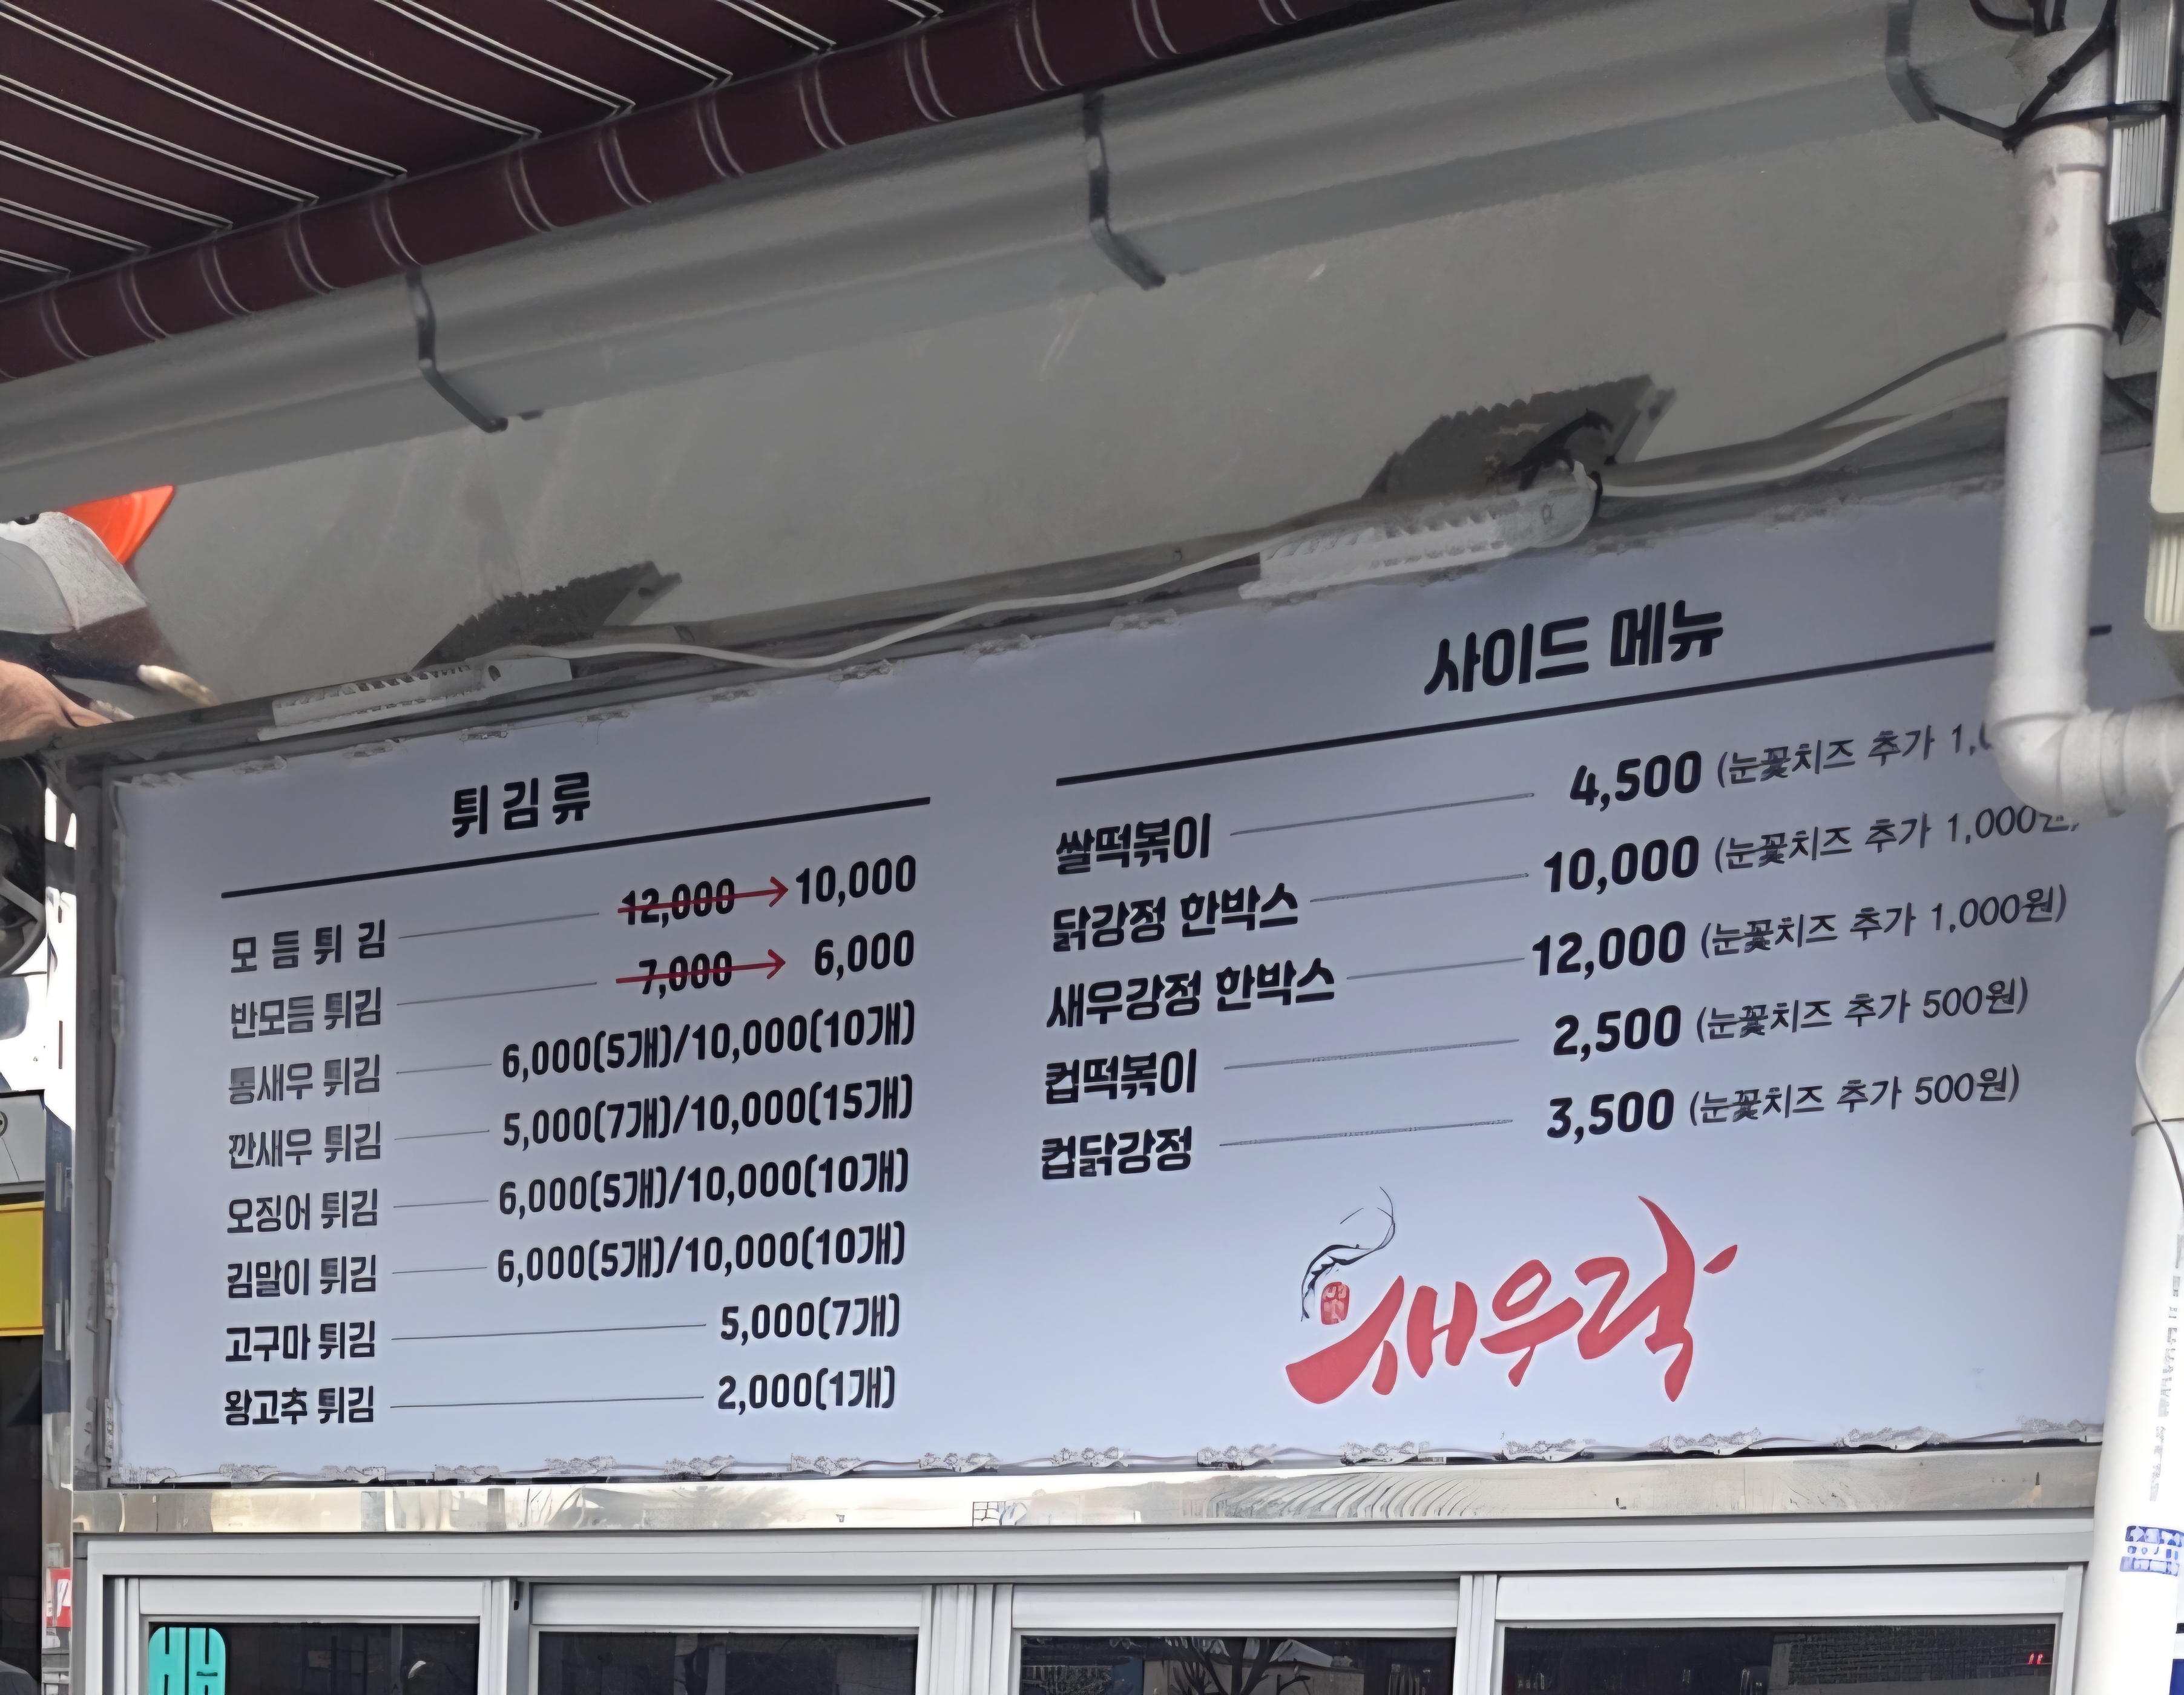 튀김류
모듬튀김 12,000 → 10,000
반모듬 튀김 7,000 → 6,000
통새우 튀김 6,000(5개)/10,000(10개)
깐새우 튀김 5,000(7개)/10,000(15개)
오징어 튀김 6,000(5개)/10,000(10개)
김말이 튀김 6,000(5개)/10,000(10개)
고구마 튀김 5,000(7개)
왕고추 튀김 2,000(1개)
사이드 메뉴
쌀떡볶이 4,500 (눈꽃치즈 추가
닭강정 한박스 10,000 (눈꽃치즈 추가 1,000원)
새우강정 한박스 12,000 (눈꽃치즈 추가 1,000원)
컵떡볶이 2,500 (눈꽃치즈 추가 500원)
컵닭강정 3,500 (눈꽃치즈 추가 500원)
새우락